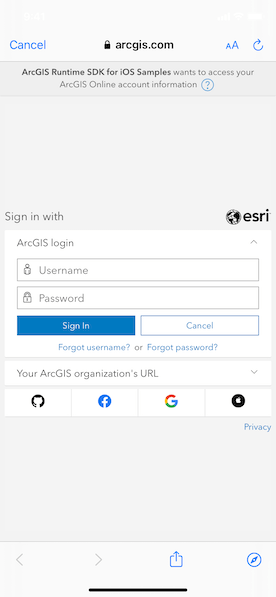 Cancel
arcgis.com
AA
ArcGIS Runtime SDK for iOS Samples wants to access your
ArcGIS Online account information ?
Sign in with
esri
ArcGIS login
Username
Password
Sign In
Cancel
Forgot username? or Forgot password?
Your ArcGIS organization's URL
Privacy